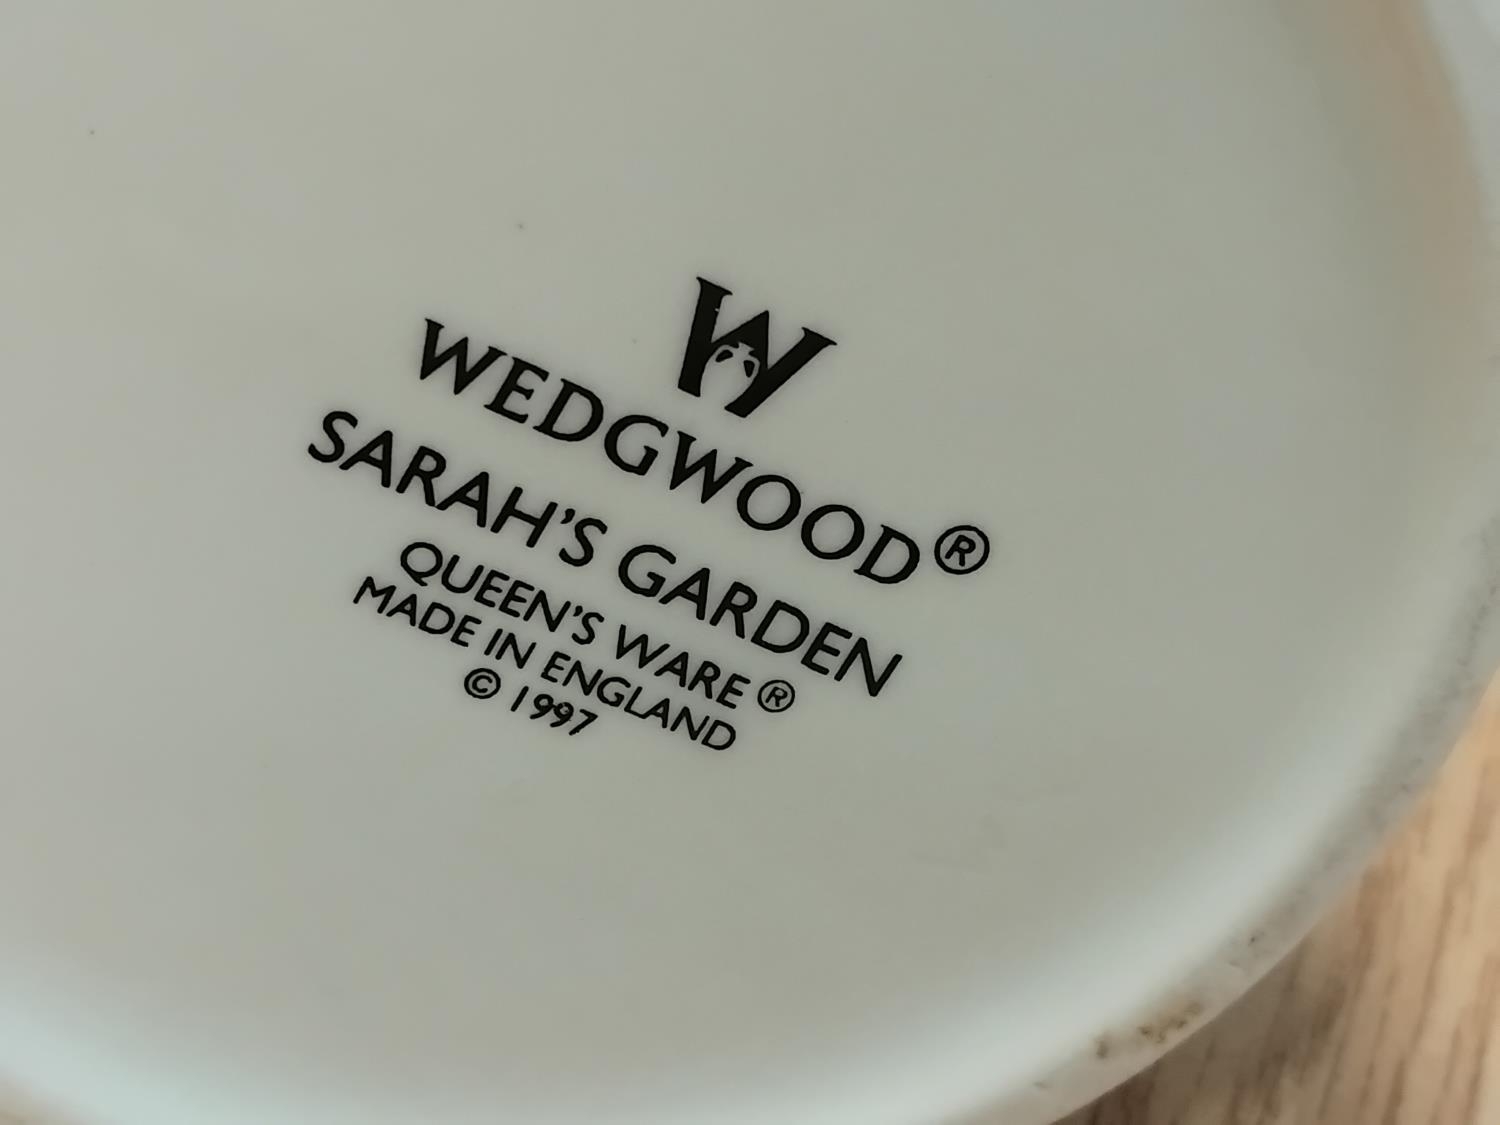 W
WEDGWOOD®
SARAH'S GARDEN
QUEEN'S WARE®
MADE IN ENGLAND
© 1997